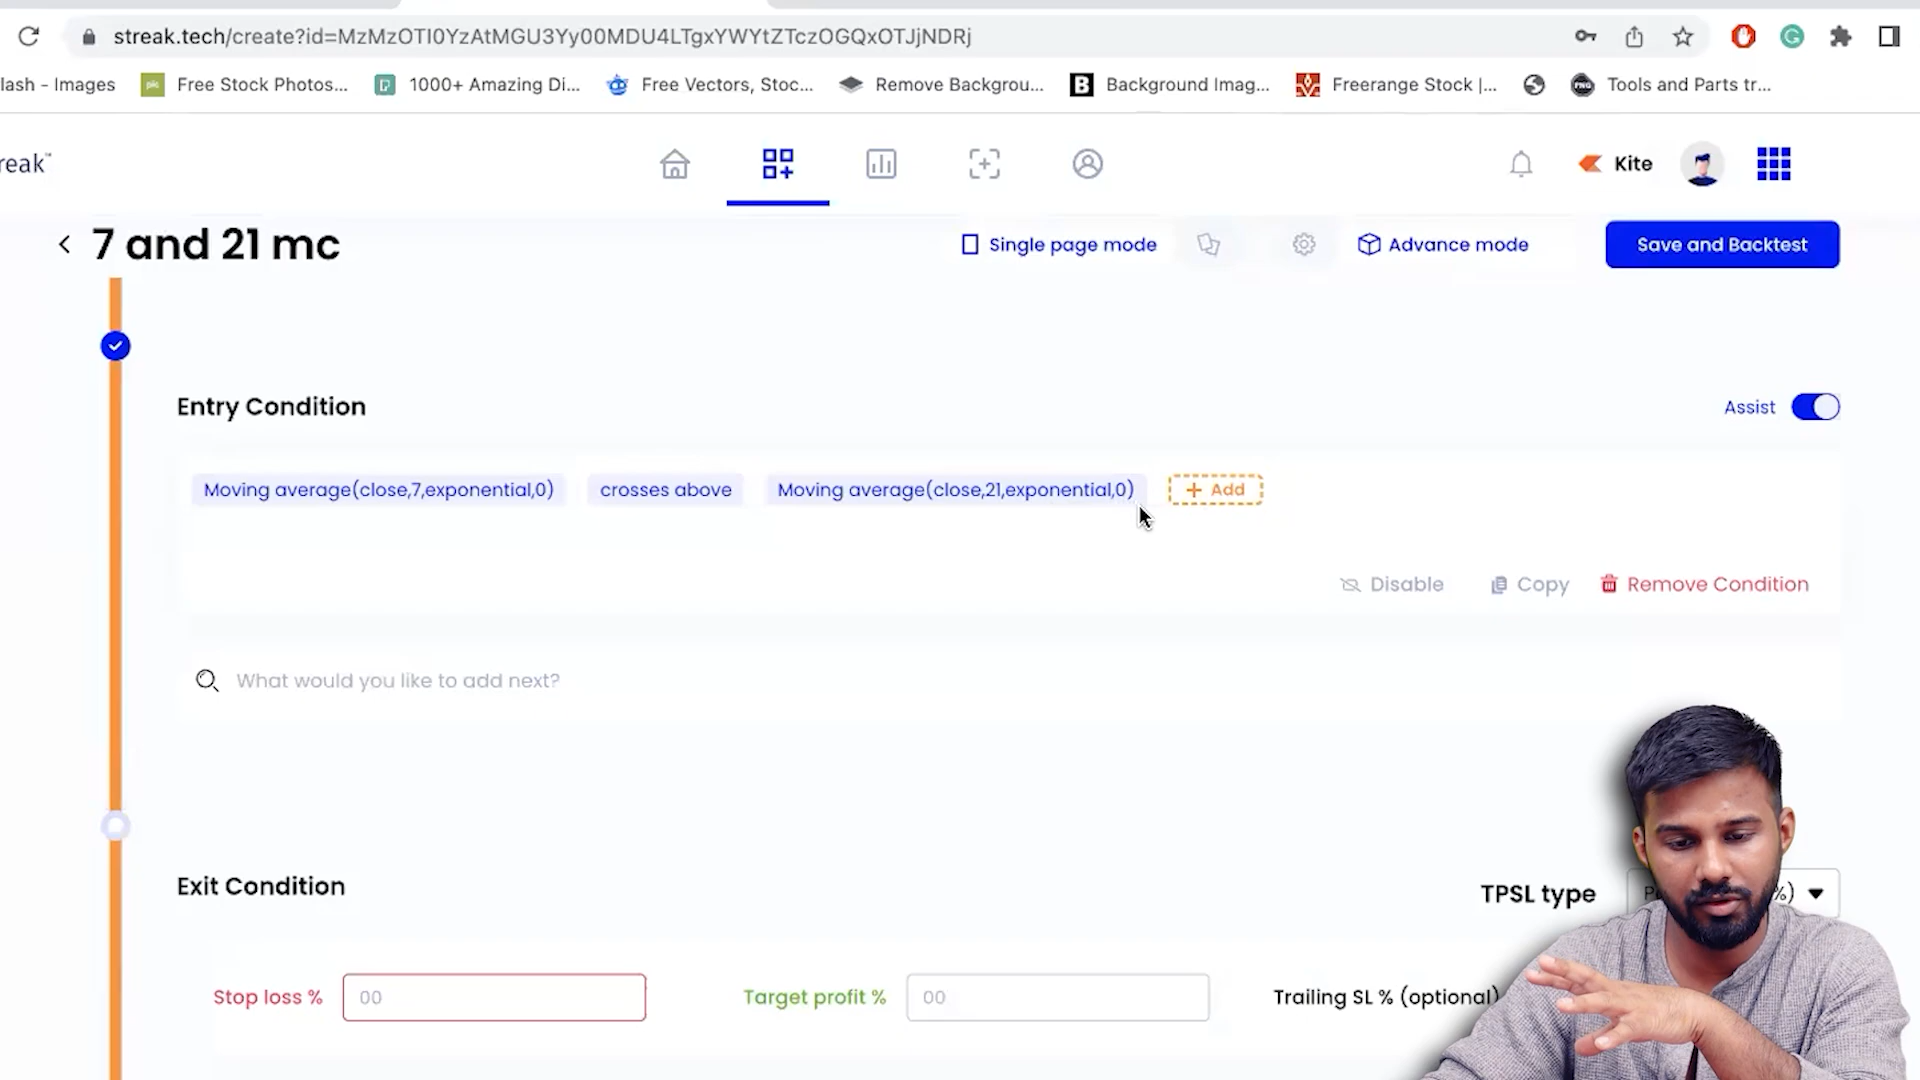 streak.tech/create?id=MzMzOTI0YzAtMGU3Yy00MDU4LTgxYWYtZTczOGQxOTJjNDRj
lash - Images Free Stock Photos... 1000+ Amazing Di... Free Vectors, Stoc... Remove Backgrou... Background Imag... Freerange Stock |... Tools and Parts tr...
reak™ Kite
7 and 21 mc Single page mode Advance mode Save and Backtest
Entry Condition Assist
Moving average(close,7,exponential,0) crosses above Moving average(close,21,exponential,0) + Add
Disable Copy Remove Condition
What would you like to add next?
Exit Condition TPSL type %)
Stop loss % 00 Target profit % 00 Trailing SL % (optional)